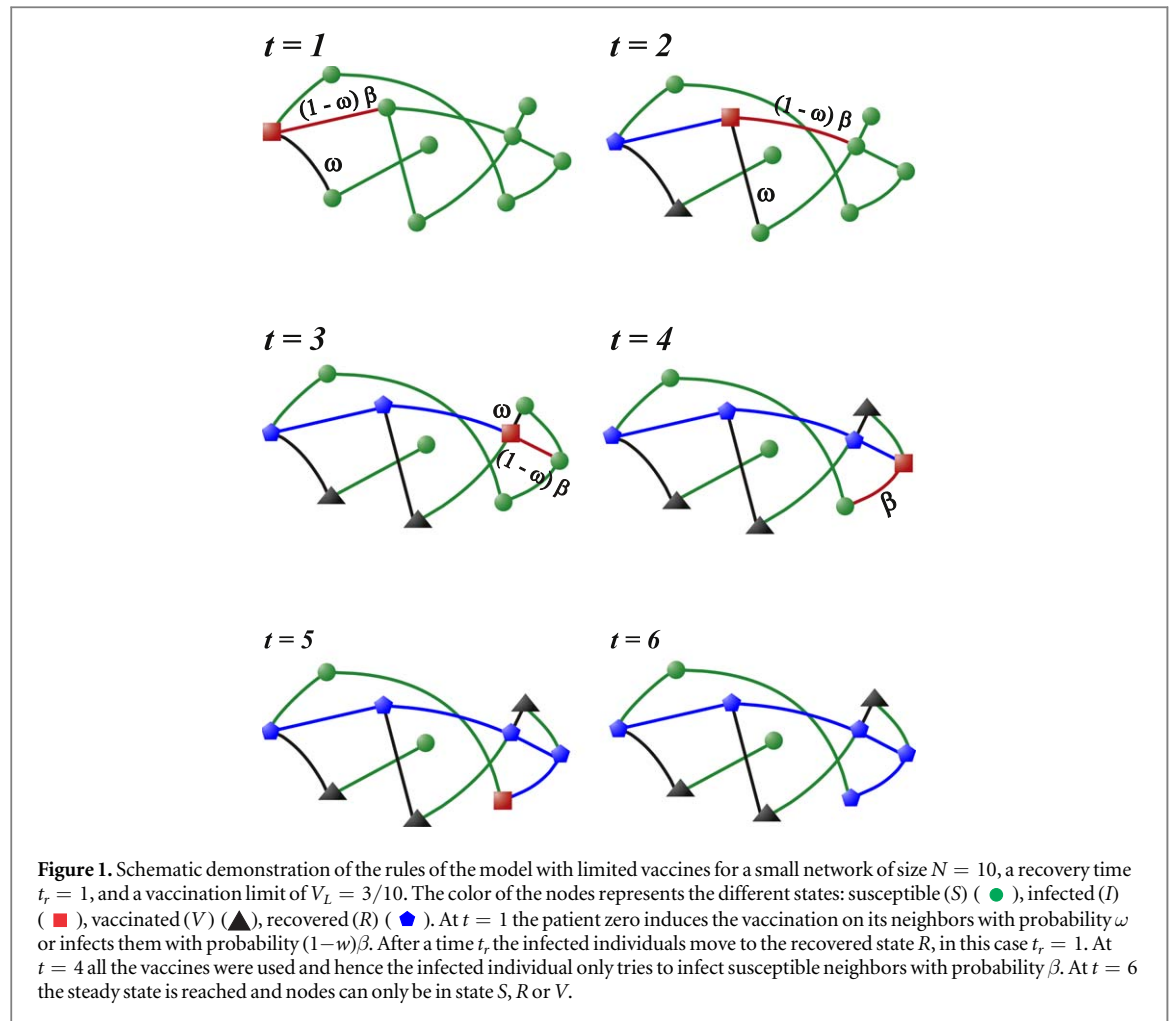 t = 1
t = 2
(1 - ω) β
ω
(1 - ω) β
ω
t = 3
t = 4
ω
(1 - ω) β
β
t = 5
t = 6
Figure 1. Schematic demonstration of the rules of the model with limited vaccines for a small network of size N = 10, a recovery time
t_r = 1, and a vaccination limit of V_L = 3/10. The color of the nodes represents the different states: susceptible (S) ( ● ), infected (I)
( ■ ), vaccinated (V) (▲), recovered (R) ( ⬟ ). At t = 1 the patient zero induces the vaccination on its neighbors with probability ω
or infects them with probability (1−w)β. After a time t_r the infected individuals move to the recovered state R, in this case t_r = 1. At
t = 4 all the vaccines were used and hence the infected individual only tries to infect susceptible neighbors with probability β. At t = 6
the steady state is reached and nodes can only be in state S, R or V.